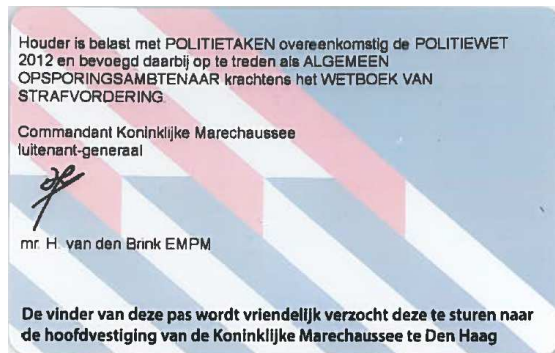 Houder is belast met POLITIETAKEN overeenkomstig de POLITIEWET
2012 en bevoegd daarbij op te treden als ALGEMEEN
OPSPORINGSAMBTENAAR krachtens het WETBOEK VAN
STRAFVORDERING.
Commandant Koninklijke Marechaussee
luitenant-generaal
mr. H. van den Brink EMPM
De vinder van deze pas wordt vriendelijk verzocht deze te sturen naar
de hoofdvestiging van de Koninklijke Marechaussee te Den Haag